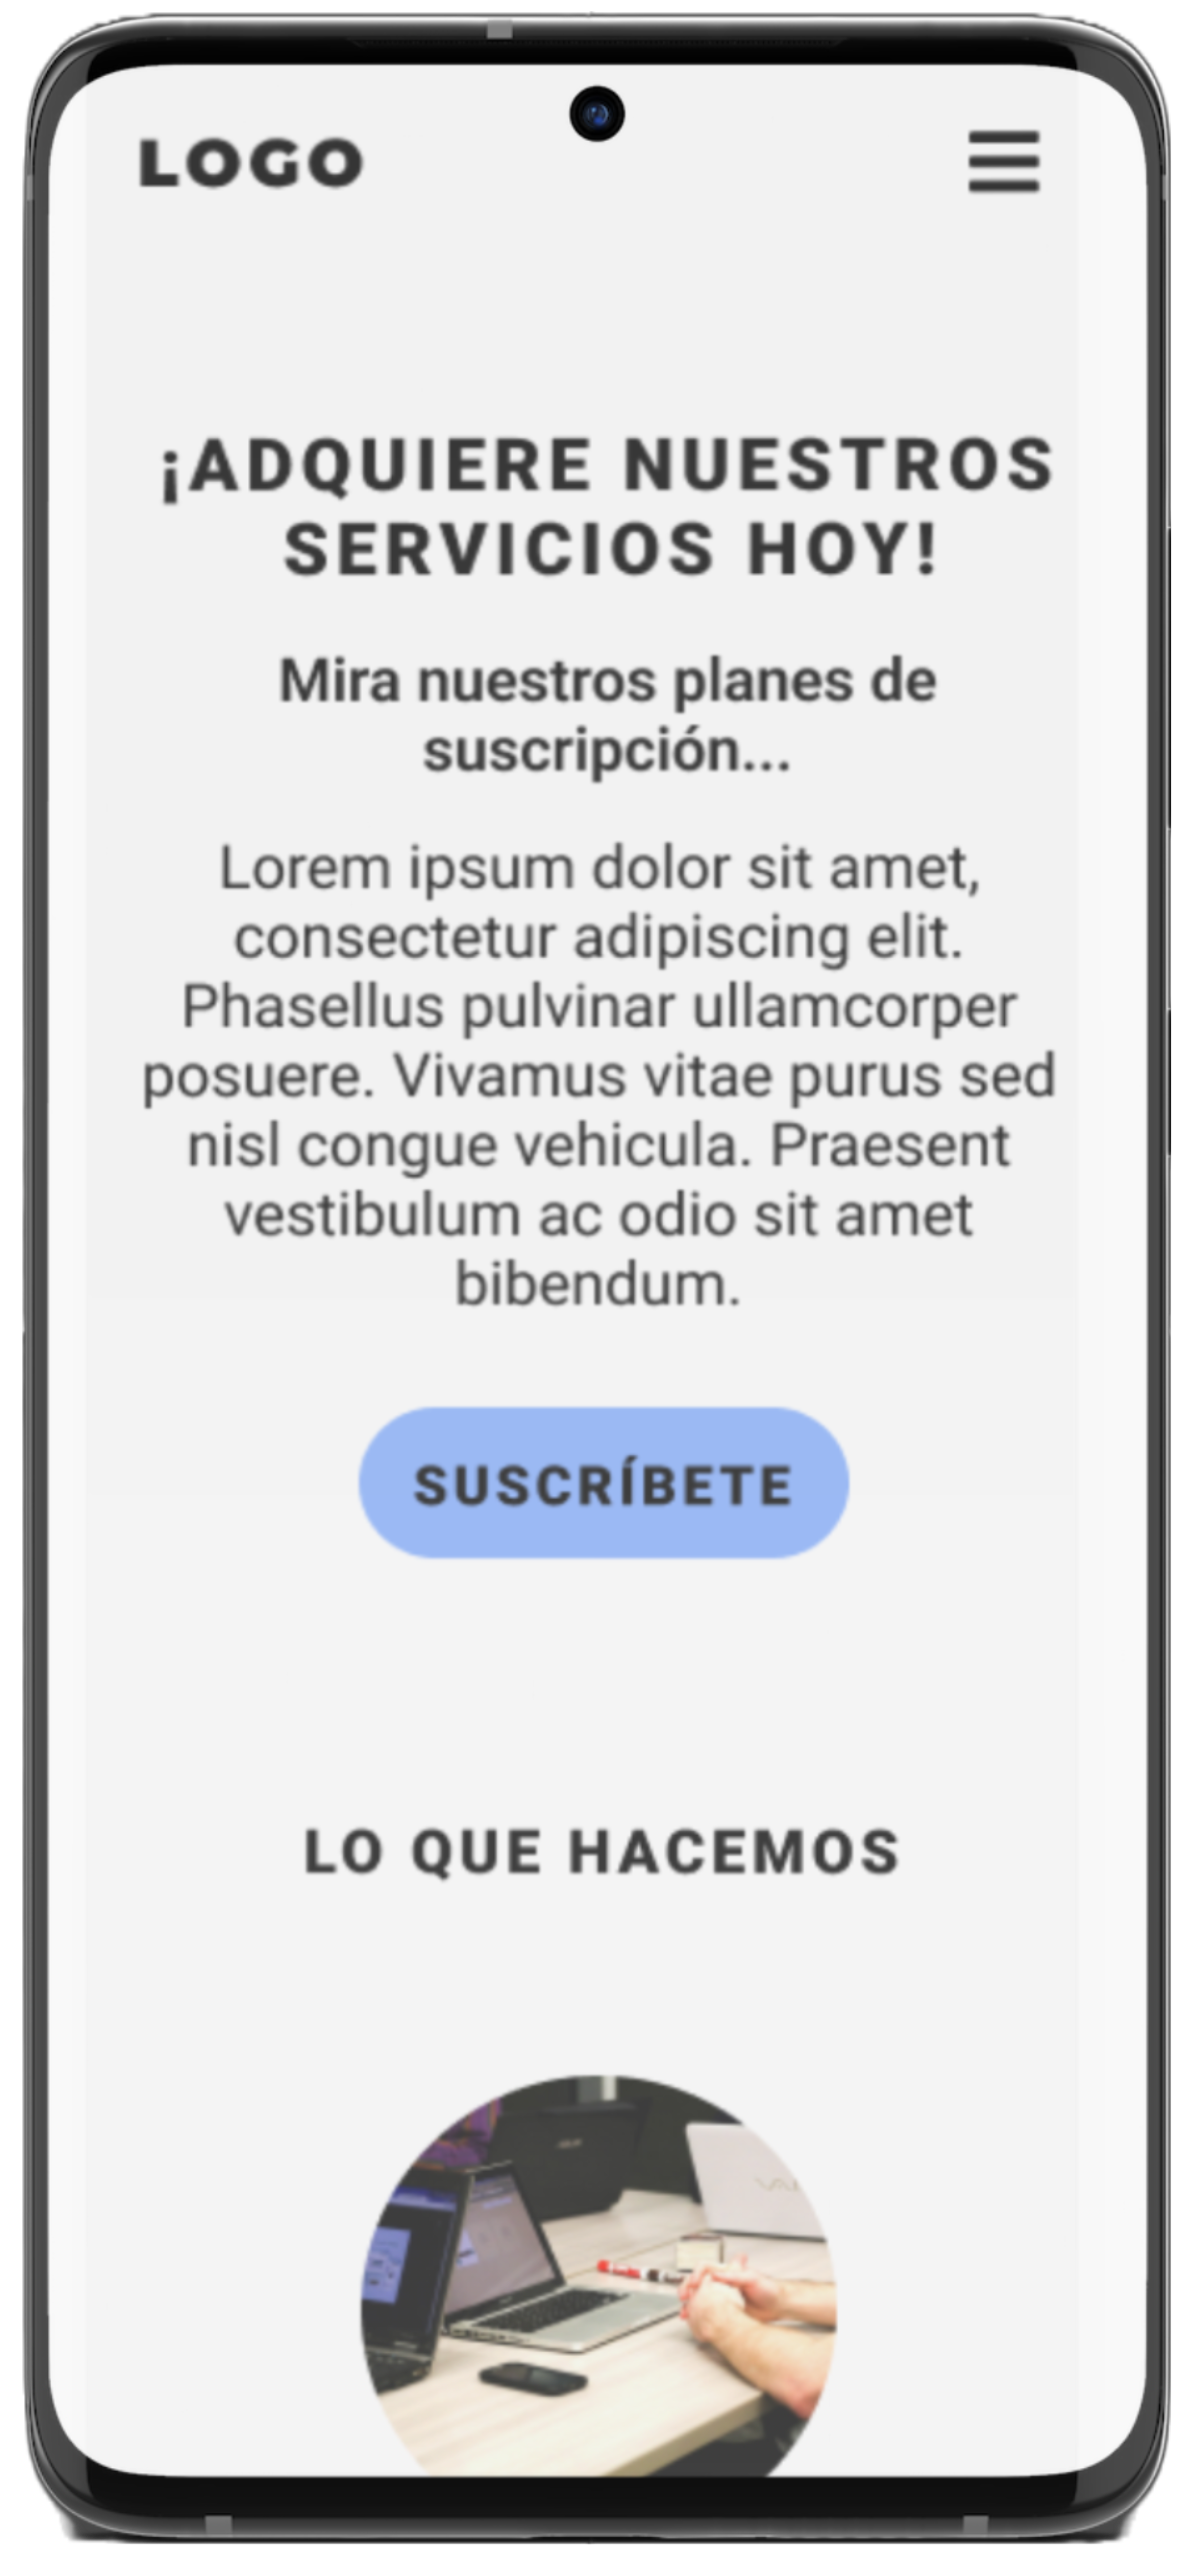 LOGO
¡ADQUIERE NUESTROS
SERVICIOS HOY!
Mira nuestros planes de
suscripción...
Lorem ipsum dolor sit amet,
consectetur adipiscing elit.
Phasellus pulvinar ullamcorper
posuere. Vivamus vitae purus sed
nisl congue vehicula. Praesent
vestibulum ac odio sit amet
bibendum.
SUSCRÍBETE
LO QUE HACEMOS